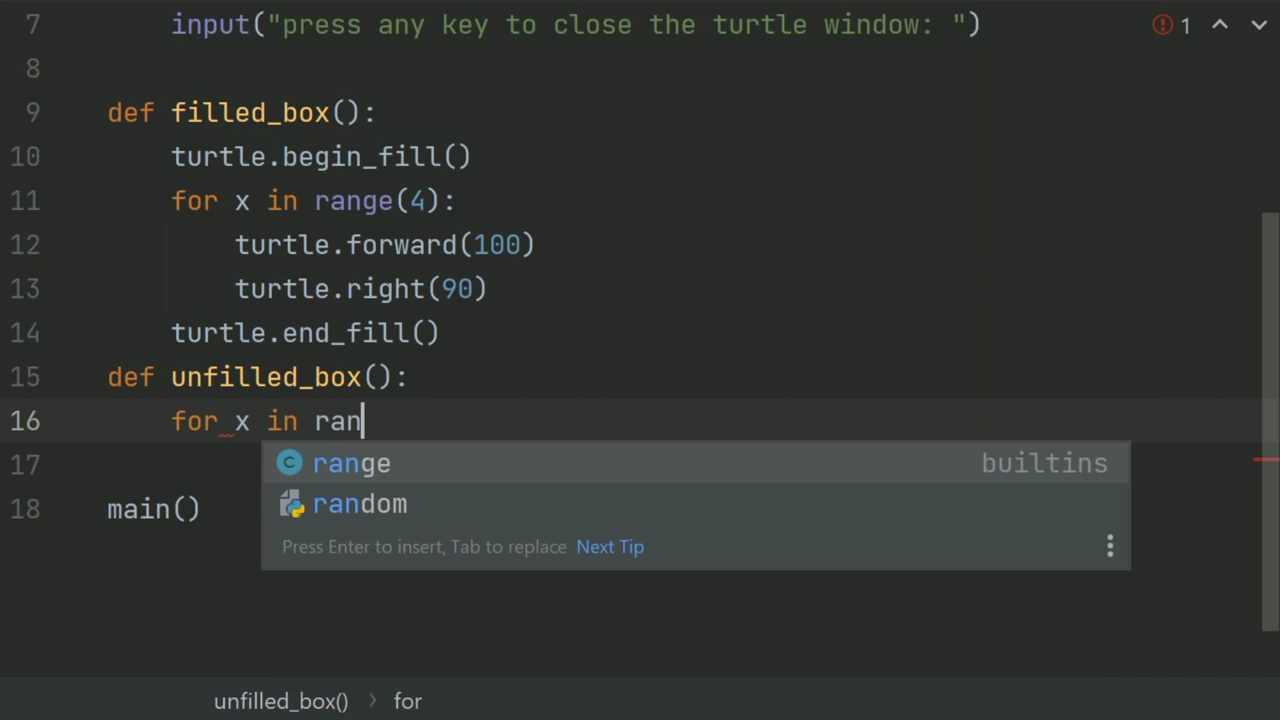 7 input("press any key to close the turtle window: ") 1
8
9 def filled_box():
10 turtle.begin_fill()
11 for x in range(4):
12 turtle.forward(100)
13 turtle.right(90)
14 turtle.end_fill()
15 def unfilled_box():
16 for x in ran
17 range builtins
random
18 main()
Press Enter to insert, Tab to replace Next Tip
unfilled_box() > for